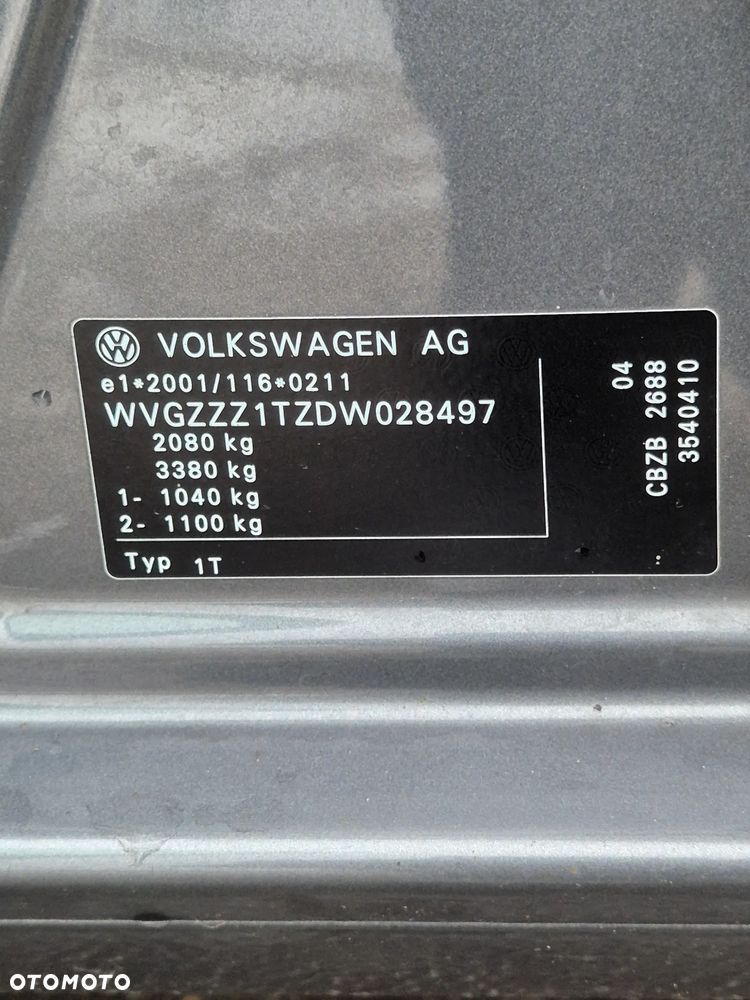 VOLKSWAGEN AG
e1*2001/116*0211
WVGZZZ1TZDW028497
2080 kg
3380 kg
1- 1040 kg
2- 1100 kg
Typ 1T
04
CBZB 2688
3540410
OTOMOTO